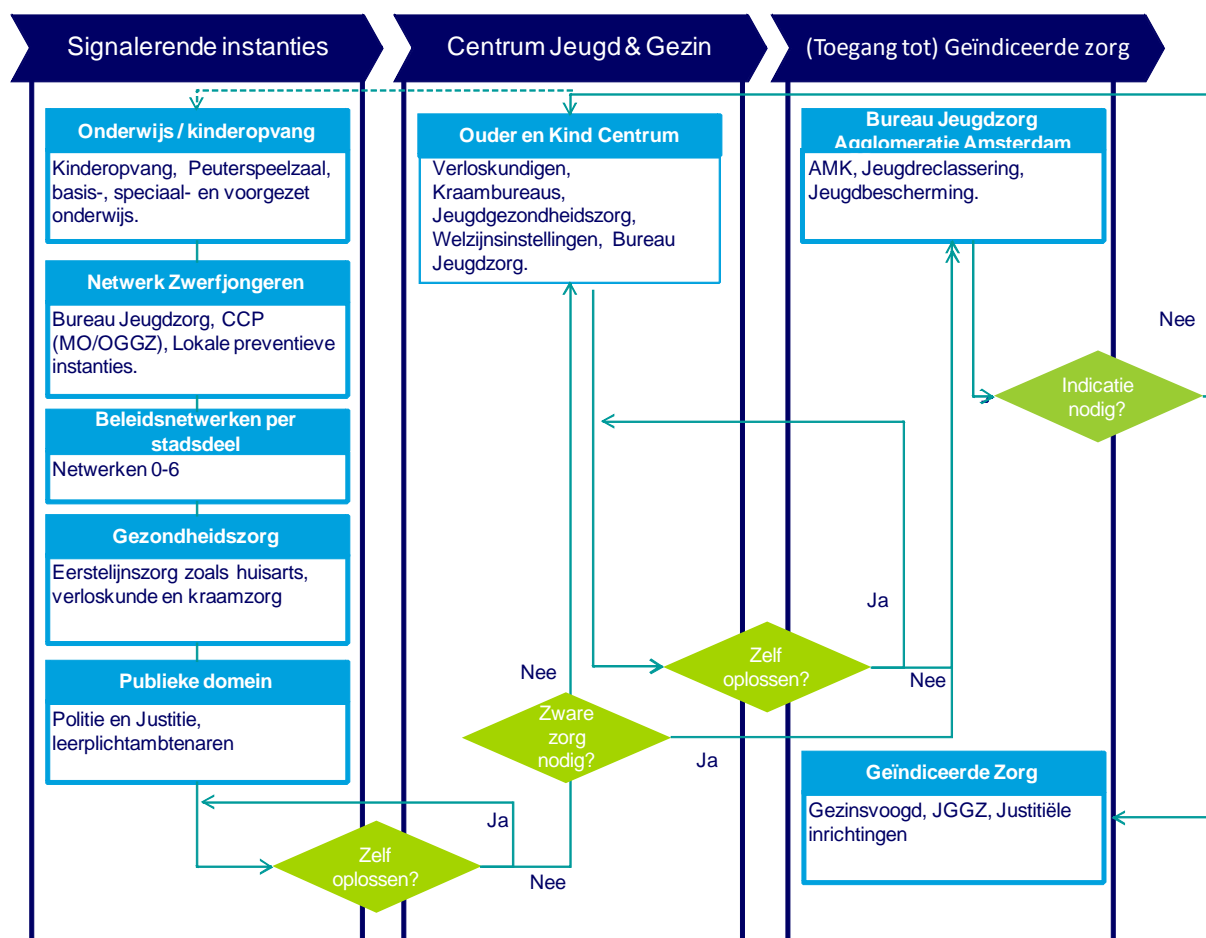 Signalerende instanties
Centrum Jeugd & Gezin
(Toegang tot) Geïndiceerde zorg
Onderwijs / kinderopvang
Kinderopvang, Peuterspeelzaal,
basis-, speciaal- en voorgezet
onderwijs.
Netwerk Zwerfjongeren
Bureau Jeugdzorg, CCP
(MO/OGGZ), Lokale preventieve
instanties.
Beleidsnetwerken per
stadsdeel
Netwerken 0-6
Gezondheidszorg
Eerstelijnszorg zoals huisarts,
verloskunde en kraamzorg
Publieke domein
Politie en Justitie,
leerplichtambtenaren
Zelf
oplossen?
Ja
Nee
Ouder en Kind Centrum
Verloskundigen,
Kraambureaus,
Jeugdgezondheidszorg,
Welzijnsinstellingen, Bureau
Jeugdzorg.
Nee
Zware
zorg
nodig?
Ja
Zelf
oplossen?
Ja
Nee
Bureau Jeugdzorg
Agglomeratie Amsterdam
AMK, Jeugdreclassering,
Jeugdbescherming.
Nee
Indicatie
nodig?
Geïndiceerde Zorg
Gezinsvoogd, JGGZ, Justitiële
inrichtingen